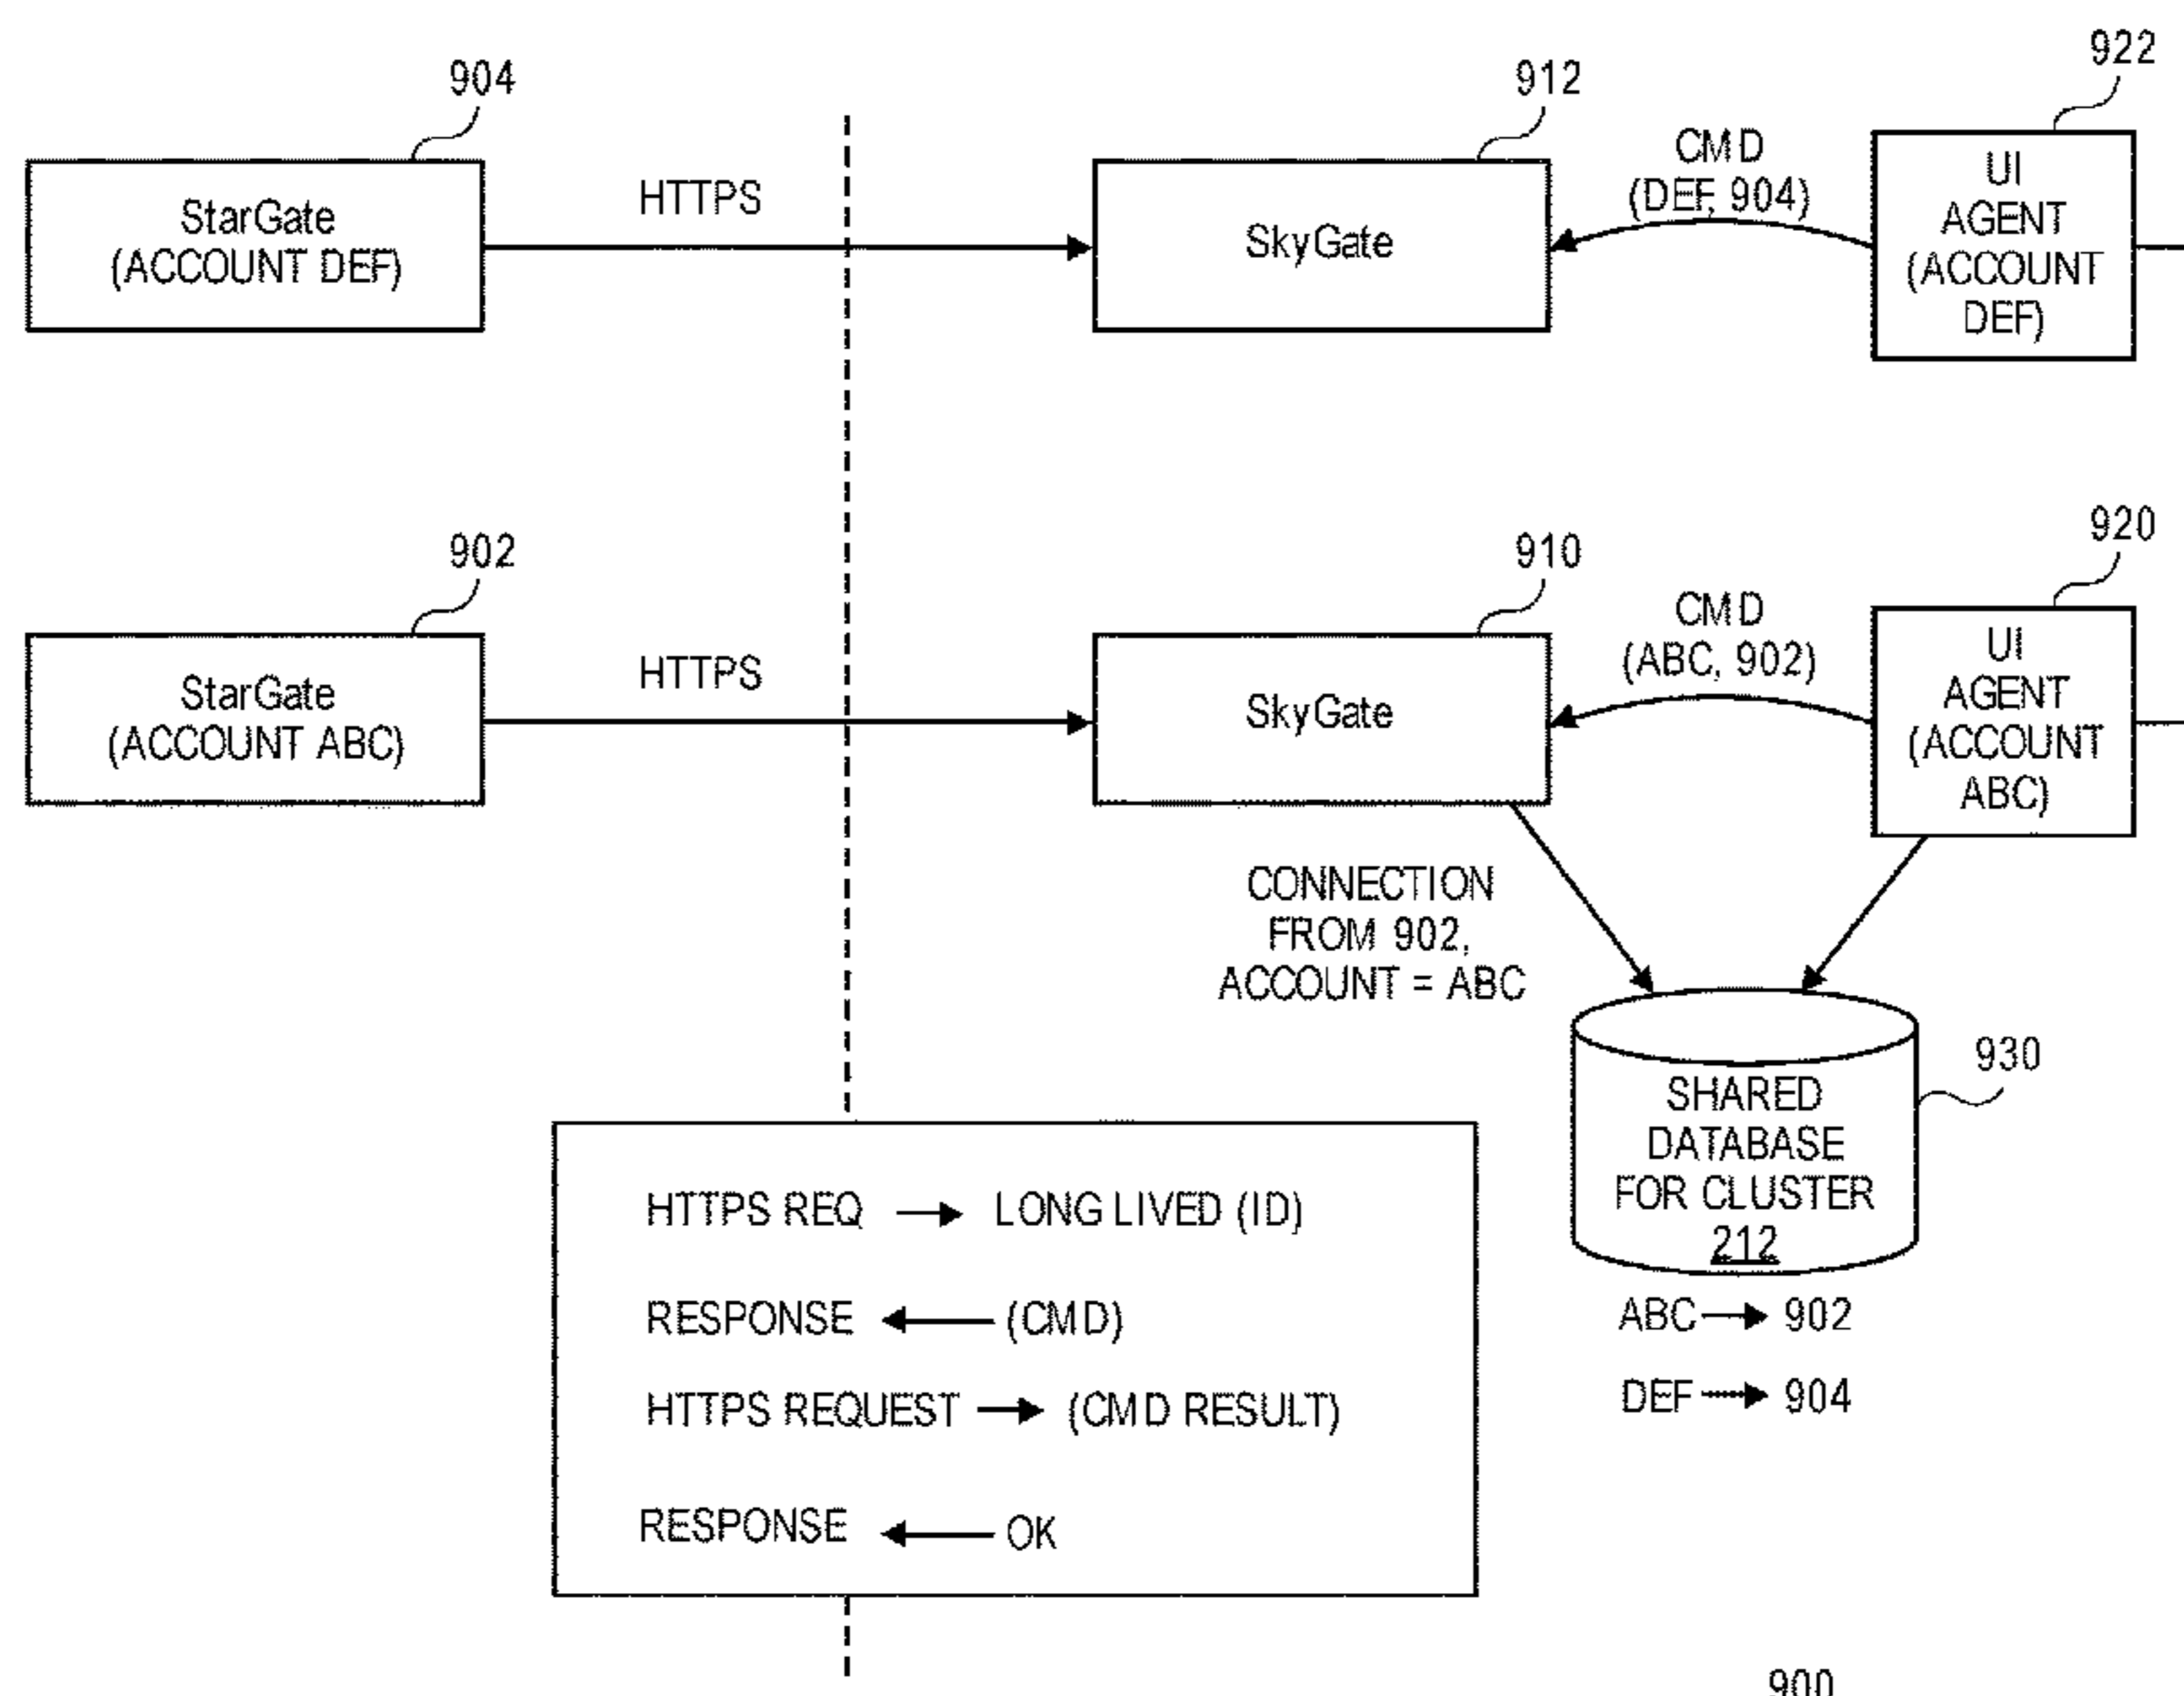 904
912
922
StarGate
(ACCOUNT DEF)
HTTPS
SkyGate
CMD
(DEF, 904)
UI
AGENT
(ACCOUNT
DEF)
902
910
920
StarGate
(ACCOUNT ABC)
HTTPS
SkyGate
CMD
(ABC, 902)
UI
AGENT
(ACCOUNT
ABC)
CONNECTION
FROM 902,
ACCOUNT = ABC
930
SHARED
DATABASE
FOR CLUSTER
212
ABC → 902
DEF → 904
HTTPS REQ → LONG LIVED (ID)
RESPONSE ← (CMD)
HTTPS REQUEST → (CMD RESULT)
RESPONSE ← OK
900